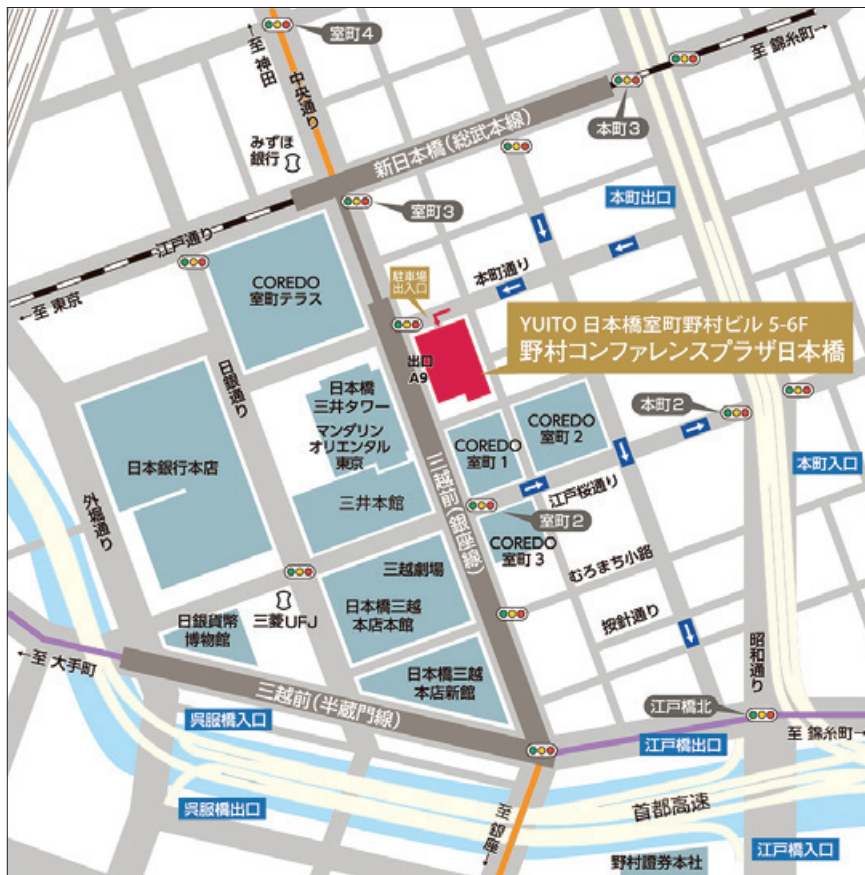 室町4
←至 神田
中央通り
みずほ
銀行
新日本橋(総武本線)
本町3
至 錦糸町→
室町3
本町出口
江戸通り
←至 東京
COREDO
室町テラス
駐車場
出入口
本町通り
YUITO 日本橋室町野村ビル 5-6F
野村コンファレンスプラザ日本橋
出口
A9
日銀通り
日本橋
三井タワー
マンダリン
オリエンタル
東京
COREDO
室町 1
COREDO
室町 2
本町2
日本銀行本店
三井本館
三越前(銀座線)
江戸桜通り
本町入口
外堀通り
室町2
COREDO
室町 3
むろまち小路
三越劇場
日本橋三越
本店本館
三菱UFJ
日銀貨幣
博物館
按針通り
昭和通り
←至 大手町
三越前(半蔵門線)
日本橋三越
本店新館
呉服橋入口
江戸橋北
至 錦糸町→
江戸橋出口
呉服橋出口
至 銀座→
首都高速
野村證券本社
江戸橋入口